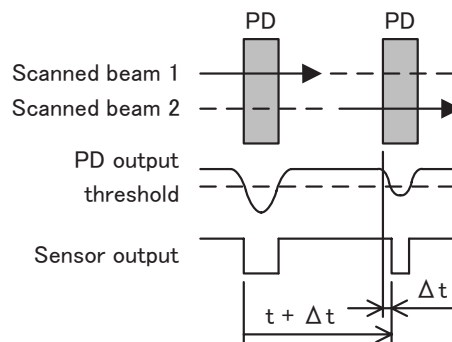 PD PD
Scanned beam 1
Scanned beam 2
PD output
threshold
Sensor output
Δt
t + Δt